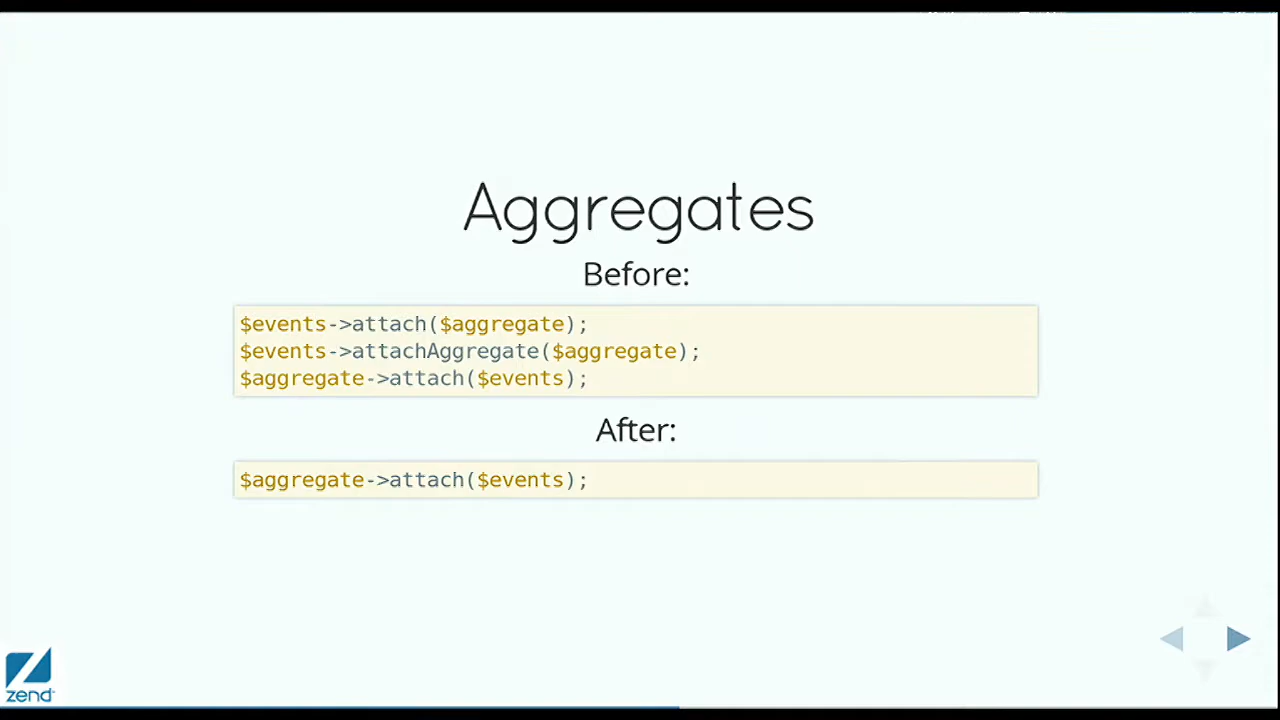 Aggregates
Before:
$events->attach($aggregate);
$events->attachAggregate($aggregate);
$aggregate->attach($events);
After:
$aggregate->attach($events);
zend